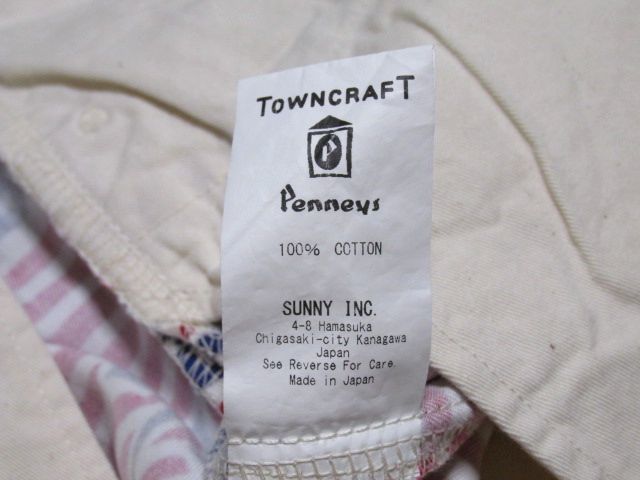 TOWNCRAFT
P
Penneys
100% COTTON
SUNNY INC.
4-8 Hamasuka
Chigasaki-city Kanagawa
Japan
See Reverse For Care.
Made in Japan